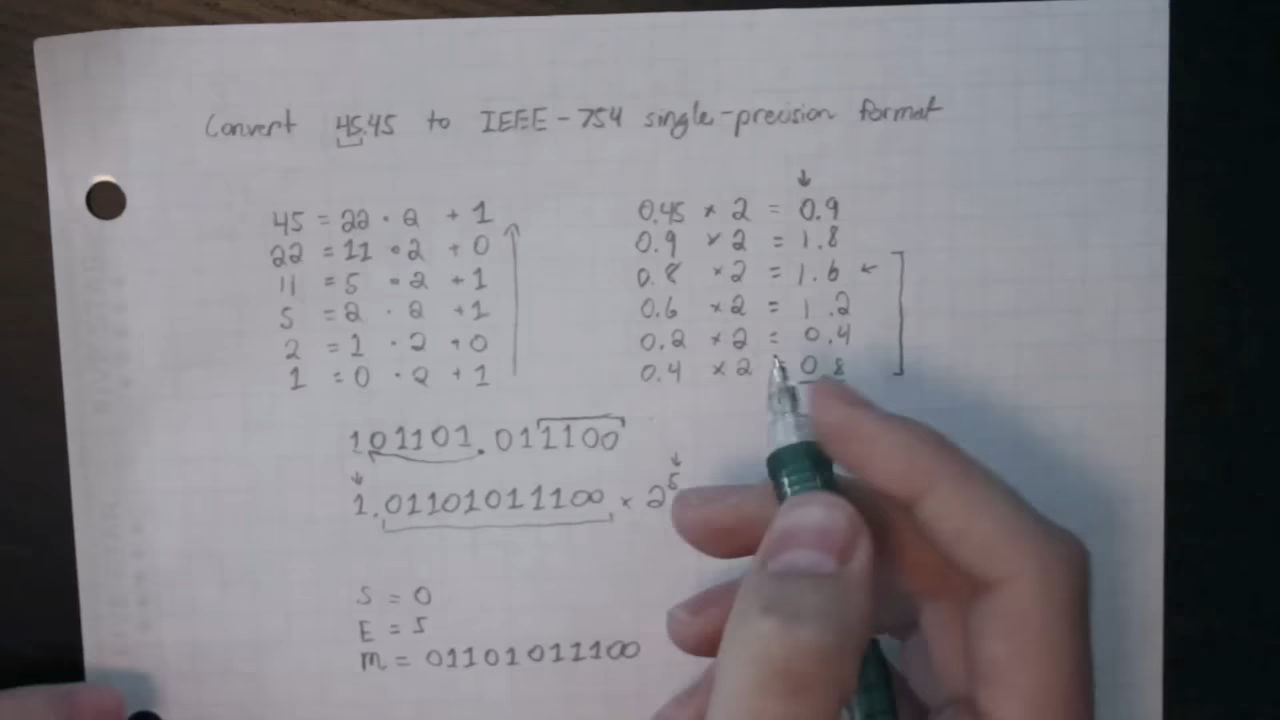 Convert 45.45 to IEEE-754 single-precision format
45 = 22 · 2 + 1
22 = 11 · 2 + 0
11 = 5 · 2 + 1
5 = 2 · 2 + 1
2 = 1 · 2 + 0
1 = 0 · 2 + 1
↓
0.45 × 2 = 0.9
0.9 × 2 = 1.8
0.8 × 2 = 1.6 ←
0.6 × 2 = 1.2
0.2 × 2 = 0.4
0.4 × 2 = 0.8
101101.011100
↓ ↓
1.01101011100 × 2^5
S = 0
E = 5
m = 01101011100